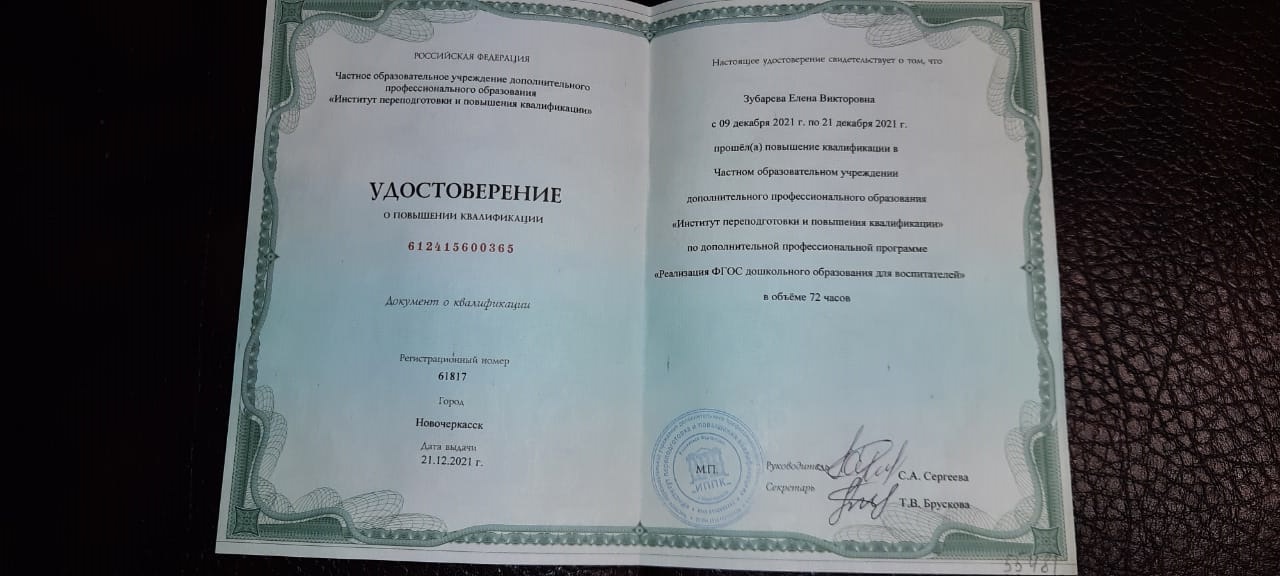 РОССИЙСКАЯ ФЕДЕРАЦИЯ
Частное образовательное учреждение дополнительного
профессионального образования
«Институт переподготовки и повышения квалификации»
УДОСТОВЕРЕНИЕ
О ПОВЫШЕНИИ КВАЛИФИКАЦИИ
612415600365
Документ о квалификации
Регистрационный номер
61817
Город
Новочеркасск
Дата выдачи
21.12.2021 г.
Настоящее удостоверение свидетельствует о том, что
Зубарева Елена Викторовна
с 09 декабря 2021 г. по 21 декабря 2021 г.
прошёл(а) повышение квалификации в
Частном образовательном учреждении
дополнительного профессионального образования
«Институт переподготовки и повышения квалификации»
по дополнительной профессиональной программе
«Реализация ФГОС дошкольного образования для воспитателей»
в объёме 72 часов
М.П.
"ИППК"
Руководитель
С.А. Сергеева
Секретарь
Т.В. Брускова